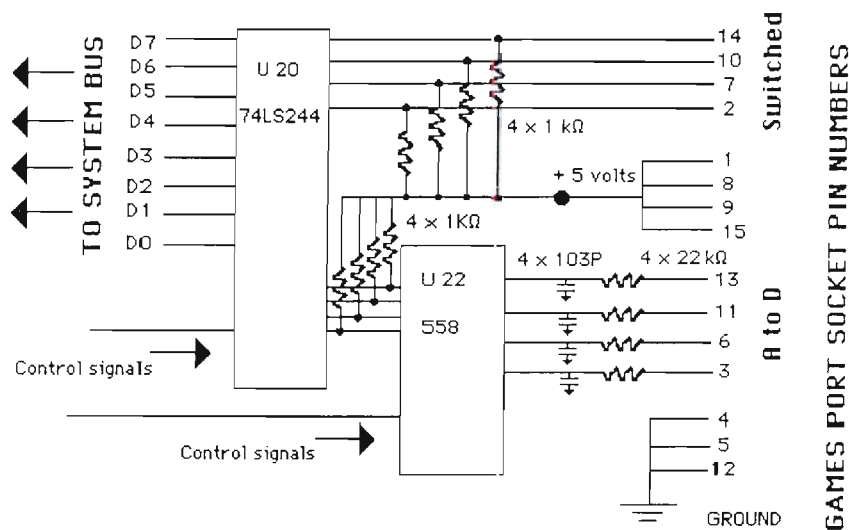 TO SYSTEM BUS
D7
D6
D5
D4
D3
D2
D1
D0
U 20
74LS244
14
10
7
2
Switched
4 x 1 kΩ
+ 5 volts
1
8
9
15
4 x 1KΩ
U 22
558
4 x 103P
4 x 22 kΩ
13
11
6
3
A to D
Control signals
Control signals
4
5
12
GROUND
GAMES PORT SOCKET PIN NUMBERS